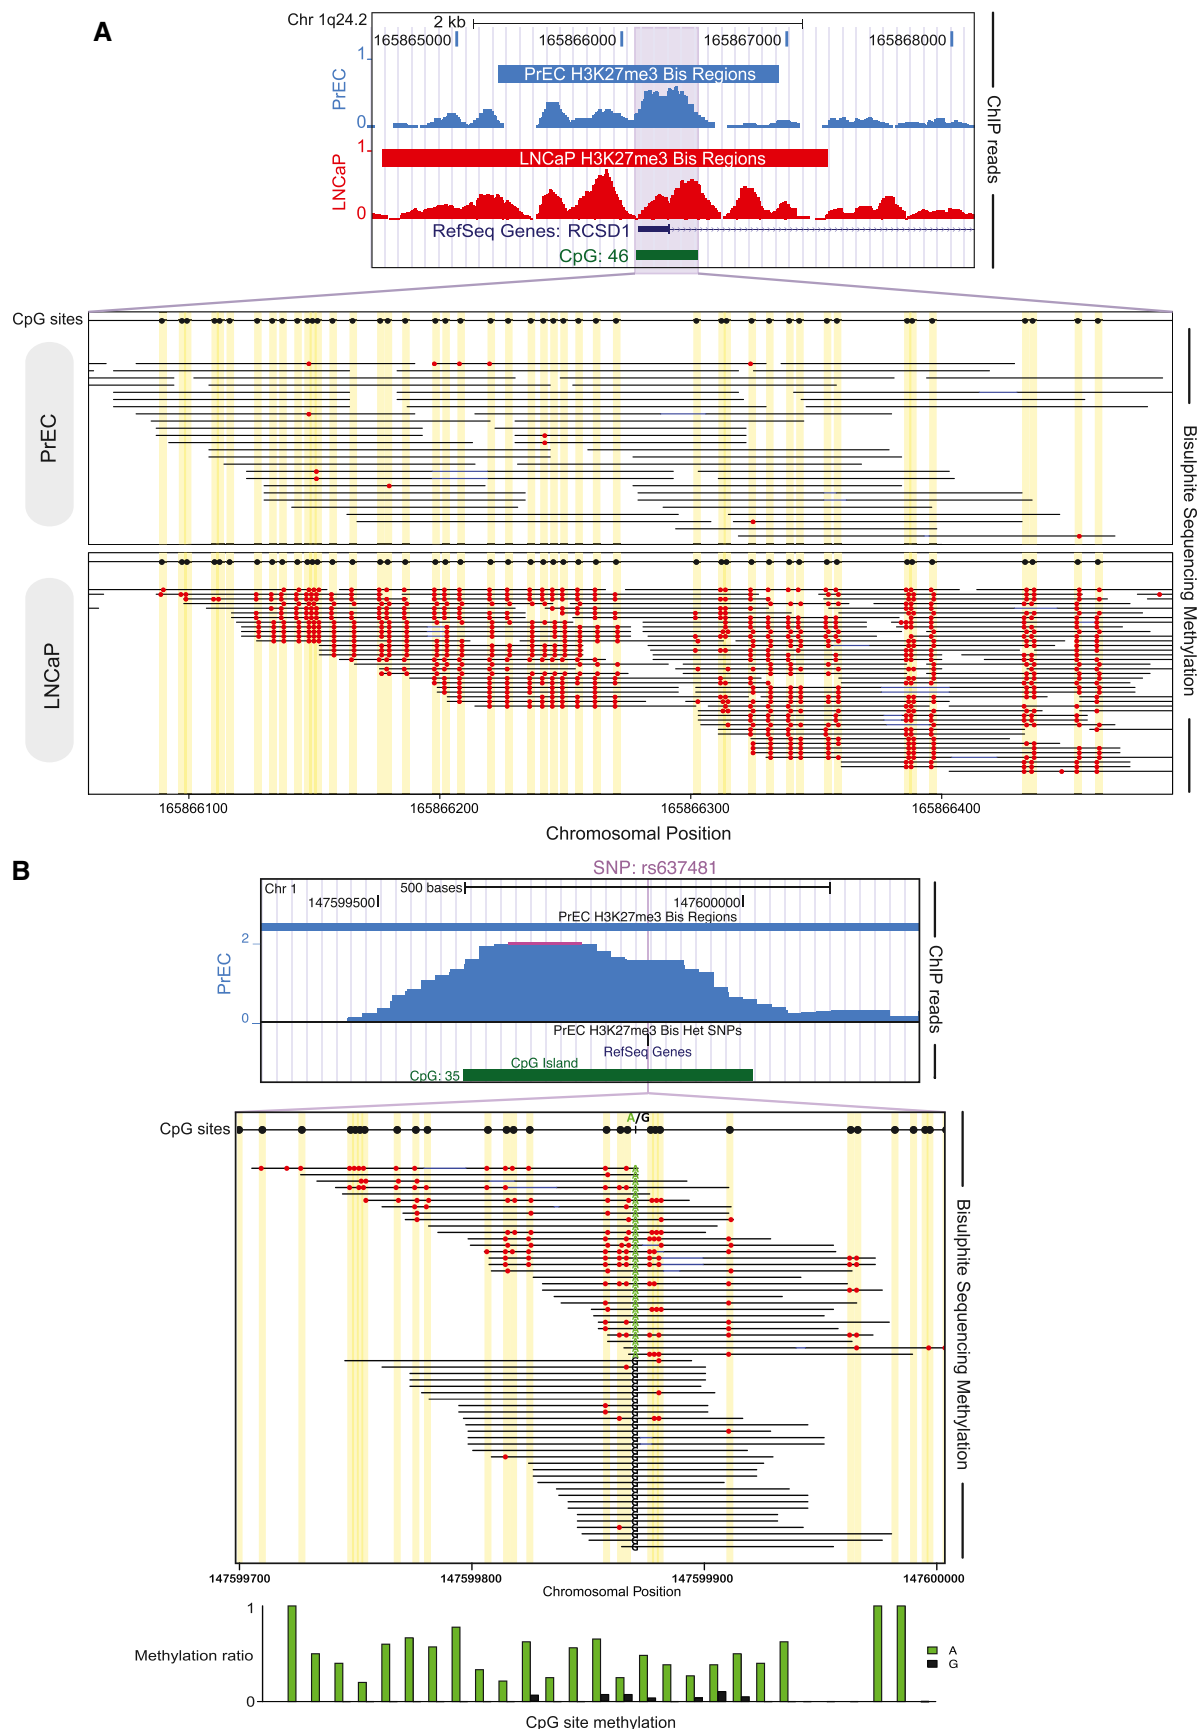 A
Chr 1q24.2
2 kb
165865000
165866000
165867000
165868000
1
PrEC
0
PrEC H3K27me3 Bis Regions
1
LNCaP
0
LNCaP H3K27me3 Bis Regions
RefSeq Genes: RCSD1
CpG: 46
ChIP reads
CpG sites
PrEC
LNCaP
Bisulphite Sequencing Methylation
165866100
165866200
165866300
165866400
Chromosomal Position
B
SNP: rs637481
Chr 1
500 bases
147599500
147600000
PrEC H3K27me3 Bis Regions
2
PrEC
0
PrEC H3K27me3 Bis Het SNPs
RefSeq Genes
CpG Island
CpG: 35
ChIP reads
A/G
CpG sites
Bisulphite Sequencing Methylation
147599700
147599800
147599900
147600000
Chromosomal Position
1
Methylation ratio
0
A
G
CpG site methylation